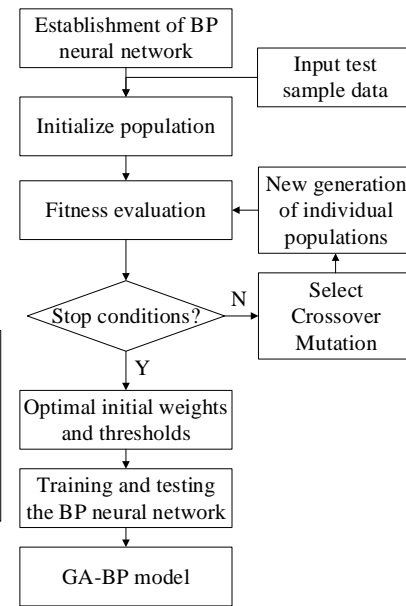 Establishment of BP
neural network
Input test
sample data
Initialize population
Fitness evaluation
New generation
of individual
populations
Stop conditions?
N
Select
Crossover
Mutation
Y
Optimal initial weights
and thresholds
Training and testing
the BP neural network
GA-BP model